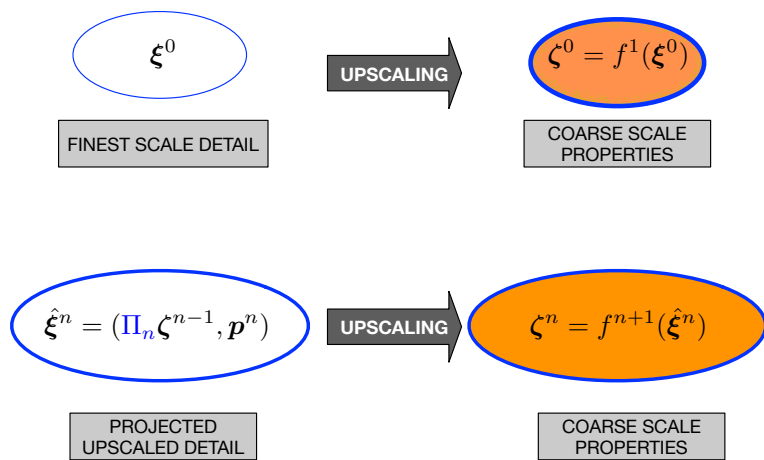 ξ⁰
UPSCALING
ζ⁰ = f¹(ξ⁰)
FINEST SCALE DETAIL
COARSE SCALE
PROPERTIES
ξ̂ⁿ = (Πₙζⁿ⁻¹, pⁿ)
UPSCALING
ζⁿ = fⁿ⁺¹(ξ̂ⁿ)
PROJECTED
UPSCALED DETAIL
COARSE SCALE
PROPERTIES